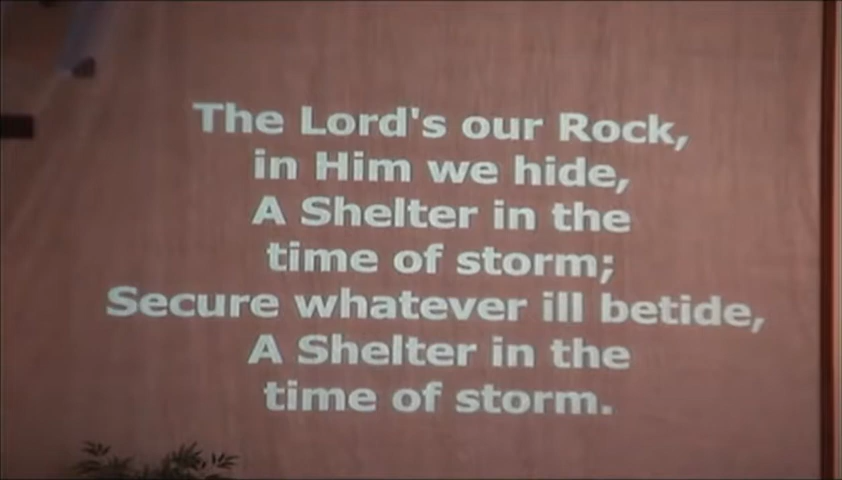 The Lord's our Rock,
in Him we hide,
A Shelter in the
time of storm;
Secure whatever ill betide,
A Shelter in the
time of storm.